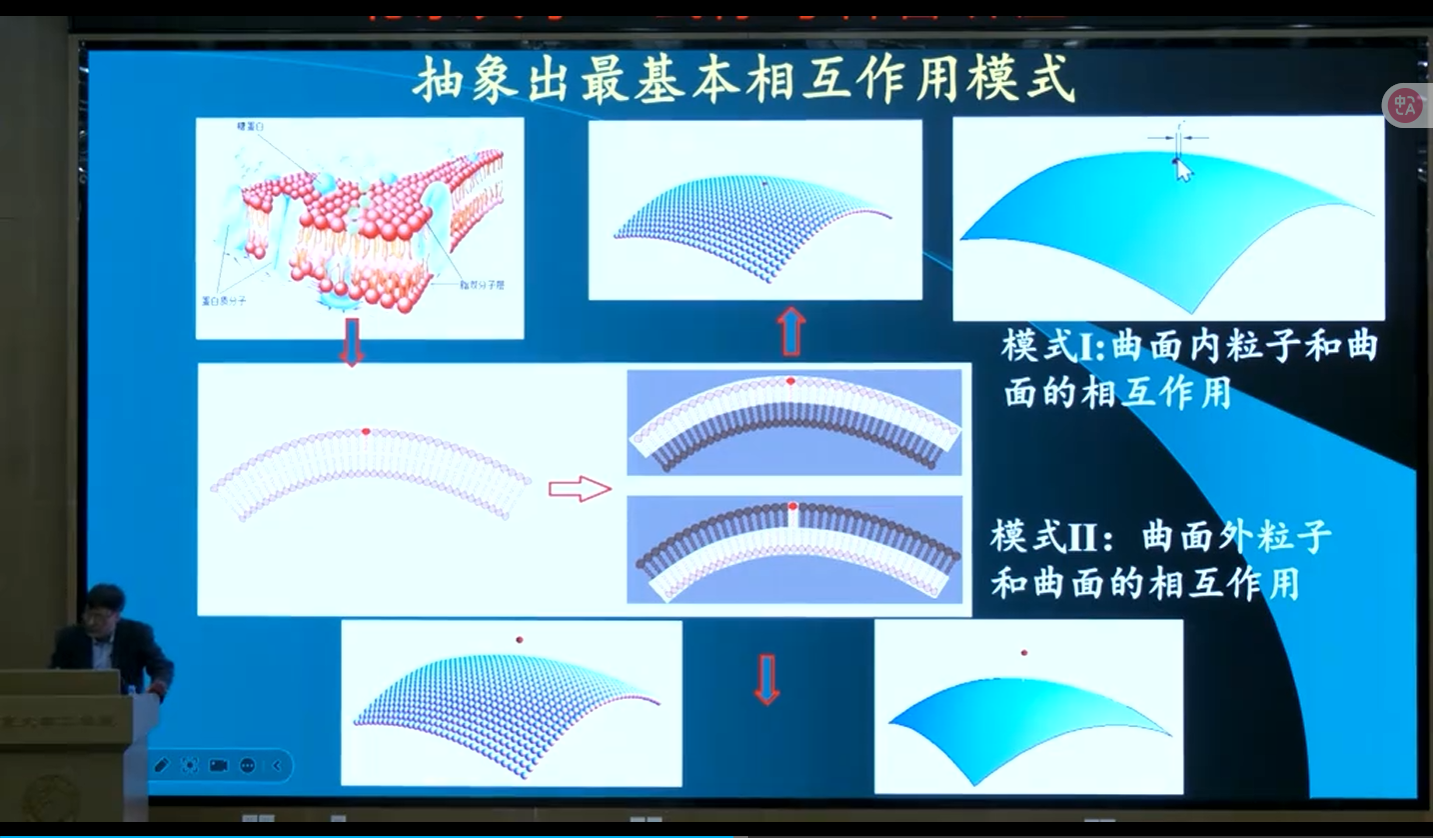 抽象出最基本相互作用模式
糖蛋白
蛋白质分子
脂双分子层
模式I:曲面内粒子和曲
面的相互作用
模式II：曲面外粒子
和曲面的相互作用
中
A